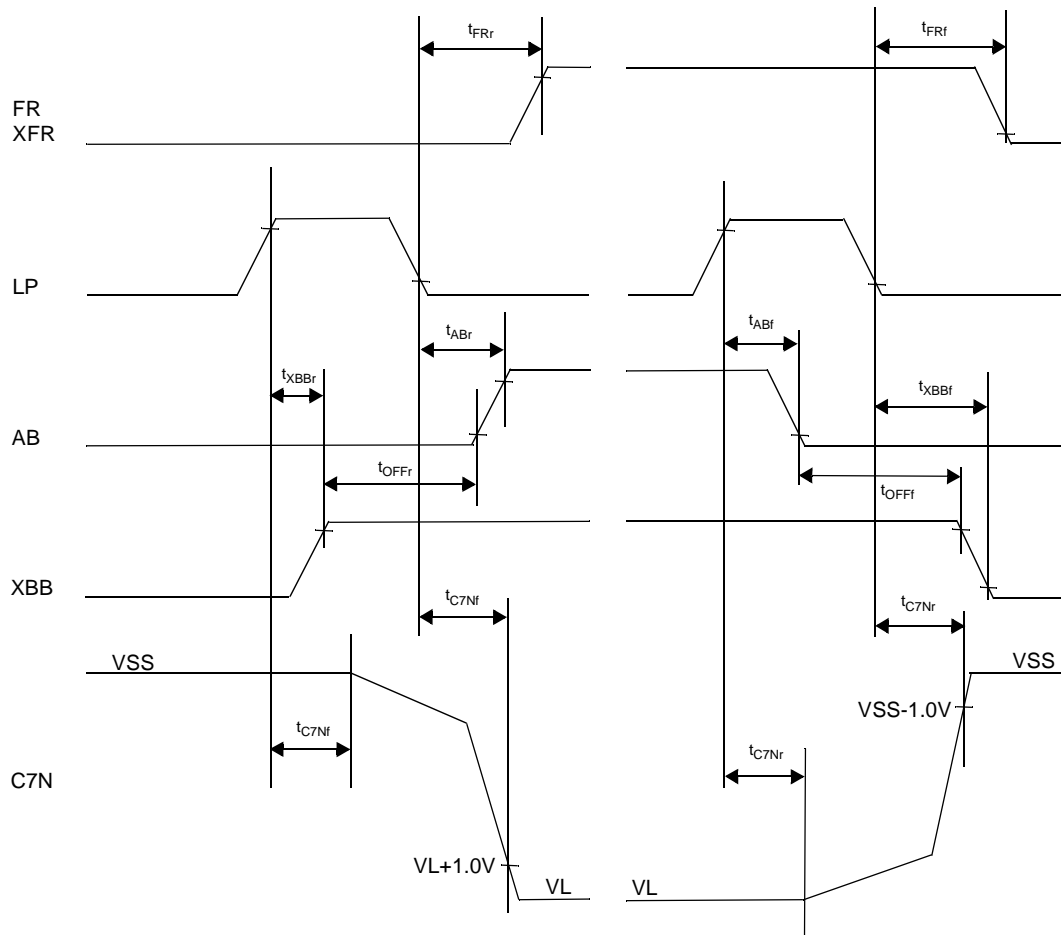 tFRr
tFRf
FR
XFR
LP
tABr
tABf
tXBBr
tXBBf
AB
tOFFr
tOFFf
XBB
tC7Nf
tC7Nr
VSS
VSS
VSS-1.0V
tC7Nf
tC7Nr
C7N
VL+1.0V
VL
VL